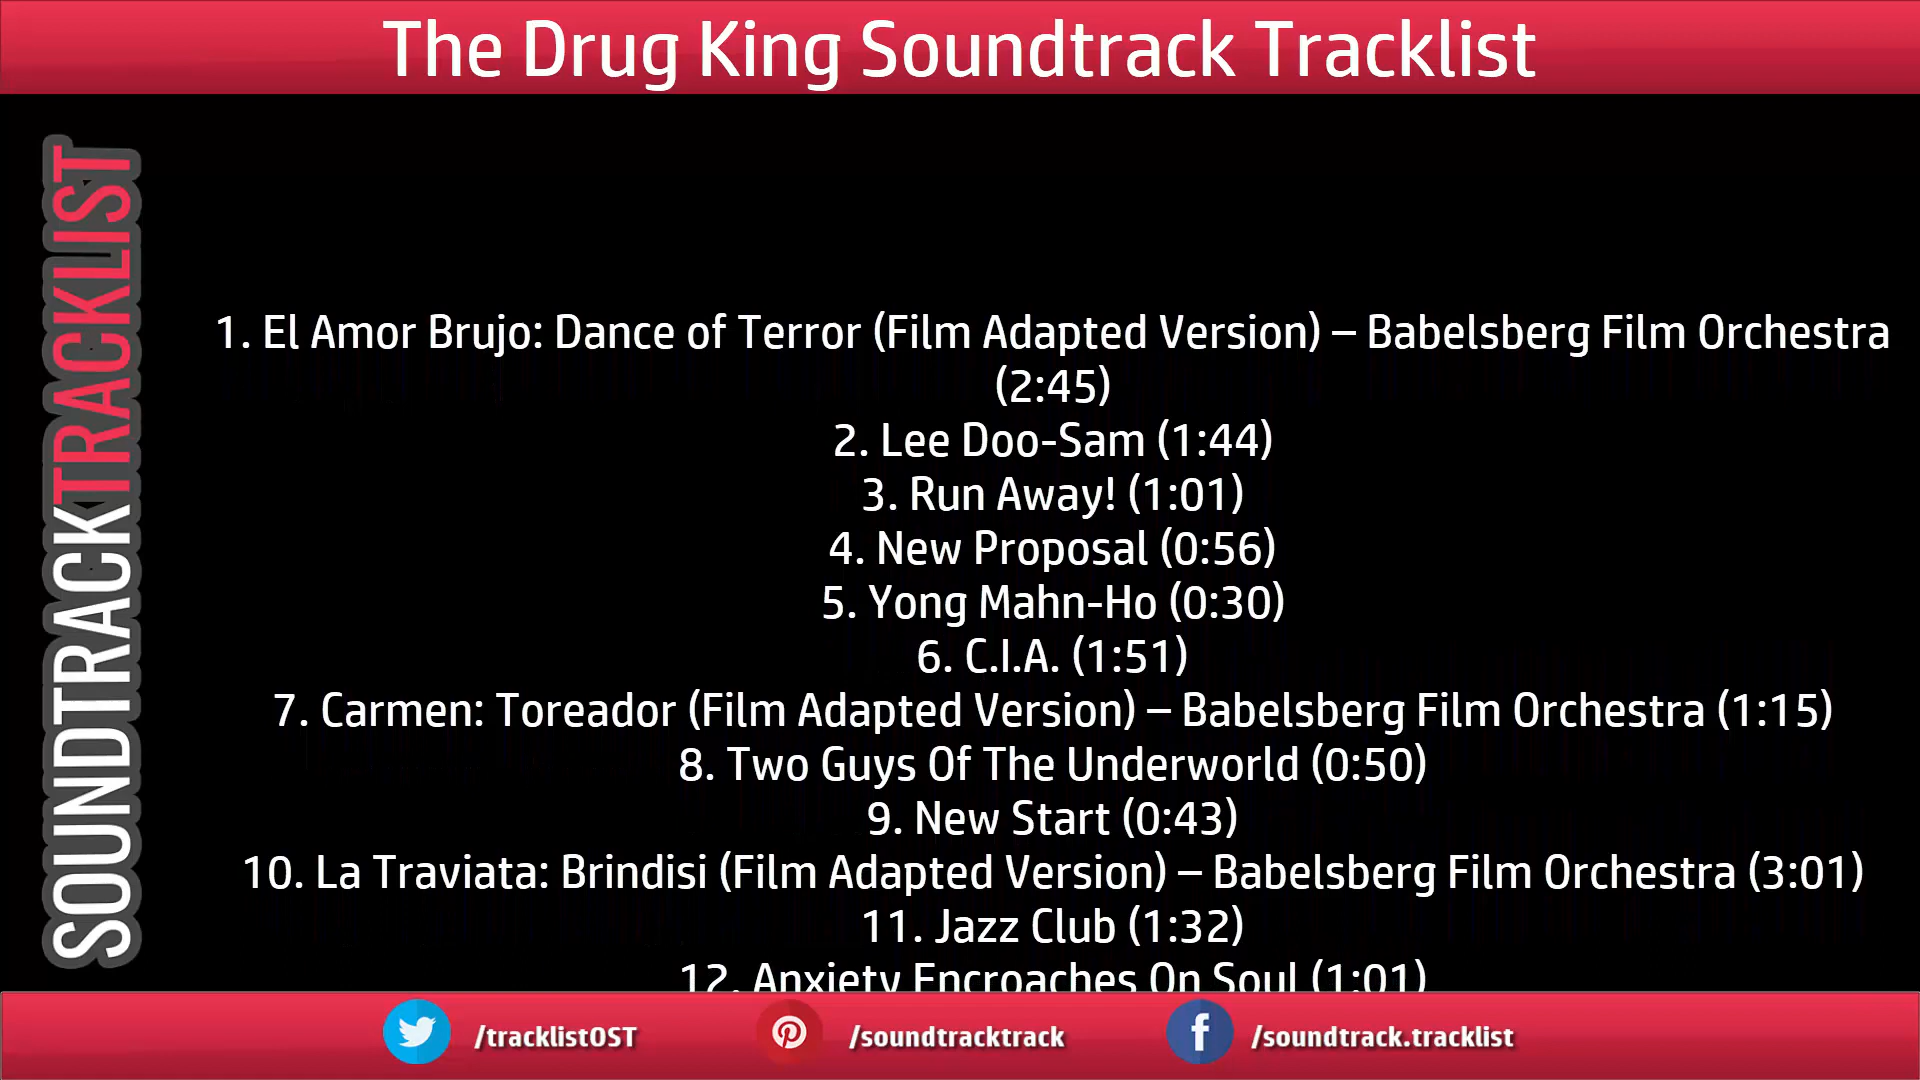 The Drug King Soundtrack Tracklist
SOUNDTRACKTRACKLIST
1. El Amor Brujo: Dance of Terror (Film Adapted Version) – Babelsberg Film Orchestra
(2:45)
2. Lee Doo-Sam (1:44)
3. Run Away! (1:01)
4. New Proposal (0:56)
5. Yong Mahn-Ho (0:30)
6. C.I.A. (1:51)
7. Carmen: Toreador (Film Adapted Version) – Babelsberg Film Orchestra (1:15)
8. Two Guys Of The Underworld (0:50)
9. New Start (0:43)
10. La Traviata: Brindisi (Film Adapted Version) – Babelsberg Film Orchestra (3:01)
11. Jazz Club (1:32)
12. Anxiety Encroaches On Soul (1:01)
/tracklistOST
/soundtracktrack
/soundtrack.tracklist